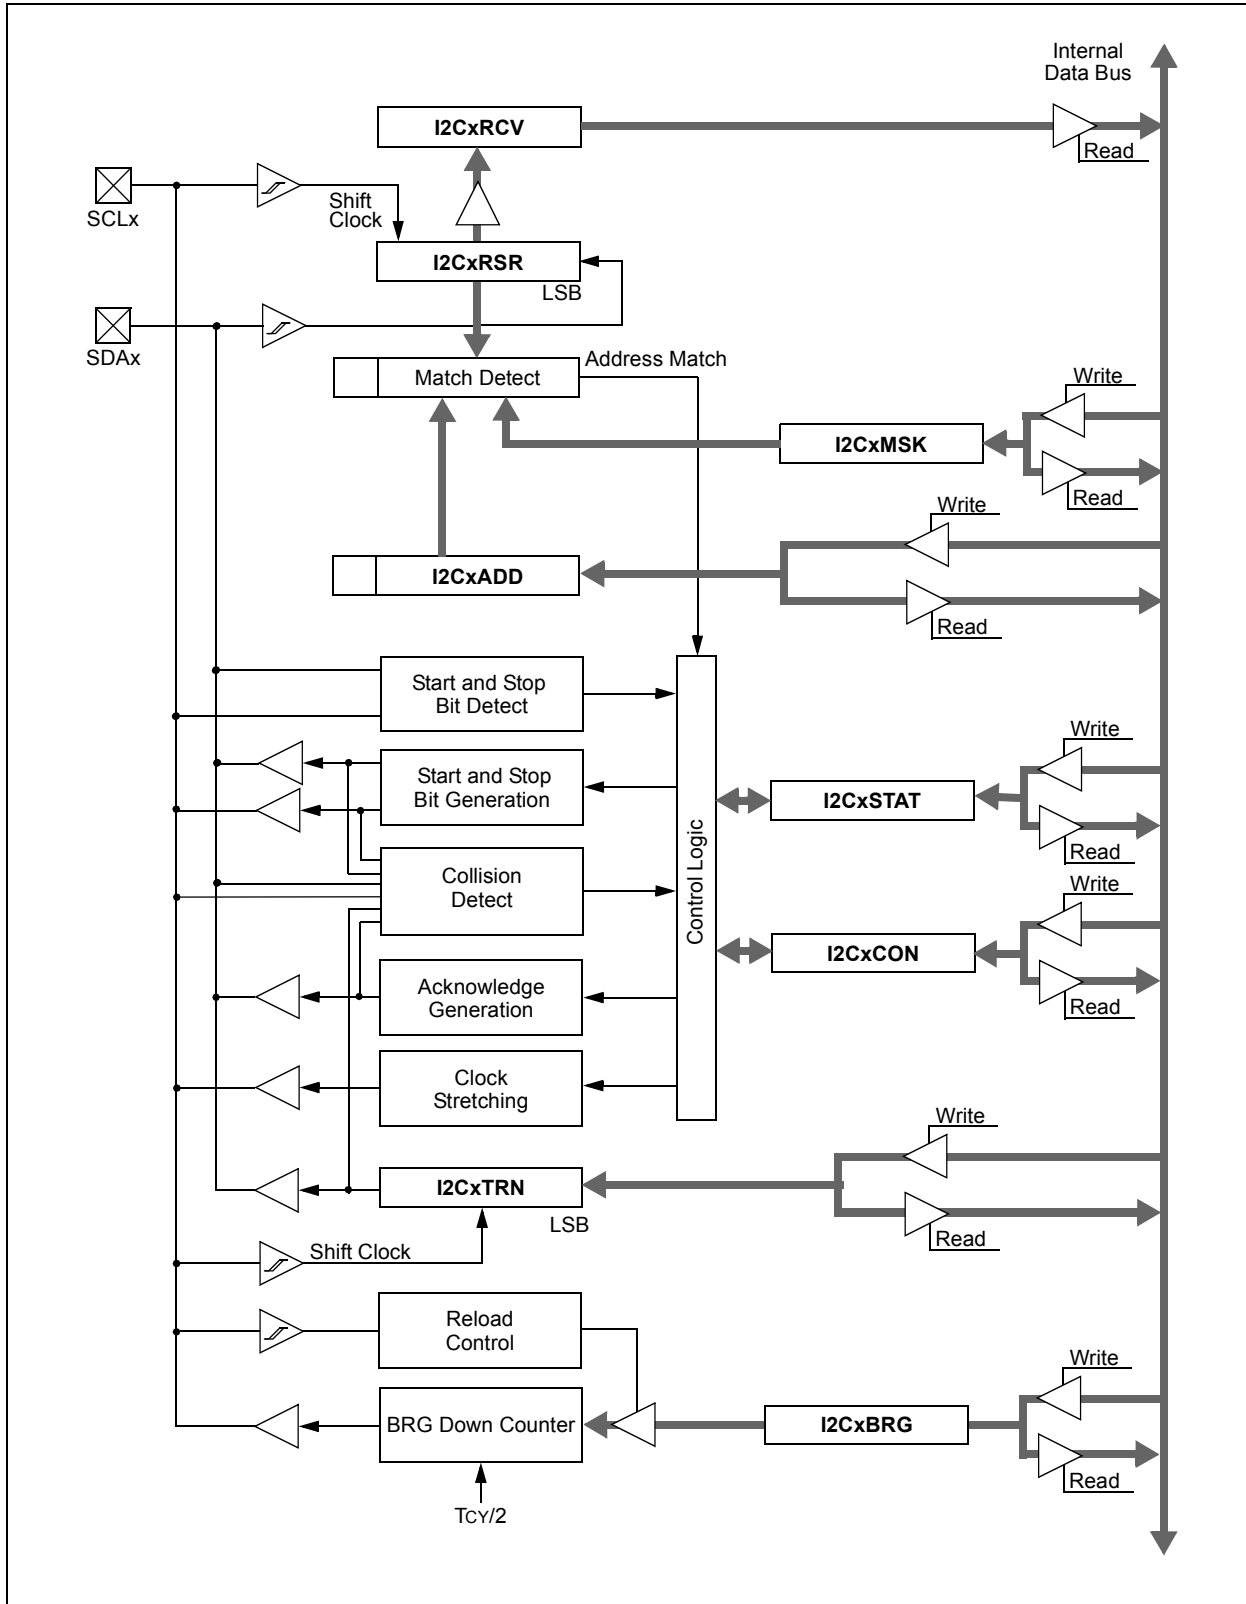 Internal
Data Bus
I2CxRCV
Read
SCLx
Shift
Clock
I2CxRSR
LSB
SDAx
Match Detect
Address Match
Write
I2CxMSK
Read
Write
I2CxADD
Read
Start and Stop
Bit Detect
Start and Stop
Bit Generation
Write
I2CxSTAT
Read
Control Logic
Collision
Detect
Write
I2CxCON
Read
Acknowledge
Generation
Clock
Stretching
Write
I2CxTRN
LSB
Read
Shift Clock
Reload
Control
Write
BRG Down Counter
I2CxBRG
Read
TCY/2